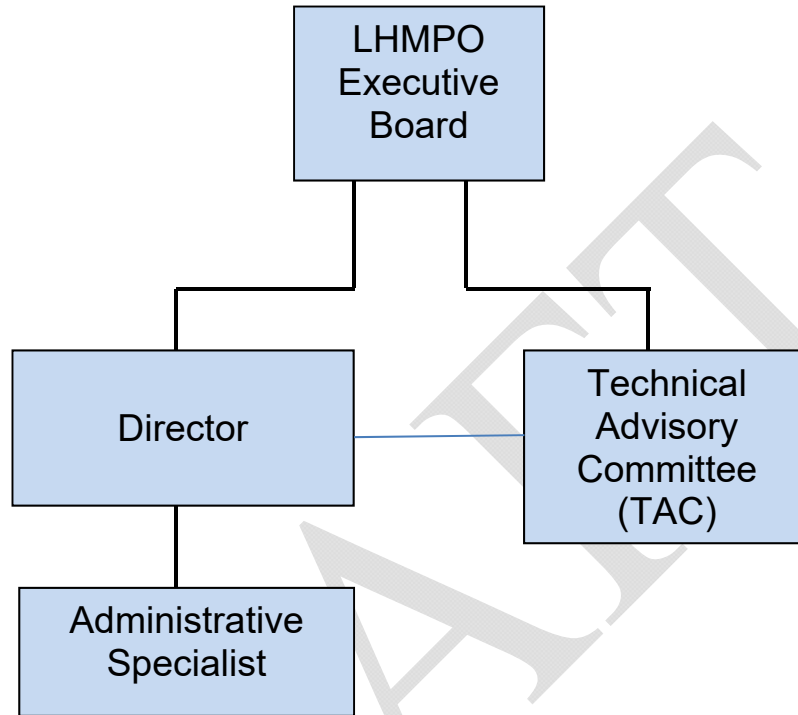 LHMPO
Executive
Board
Director
Technical
Advisory
Committee
(TAC)
Administrative
Specialist